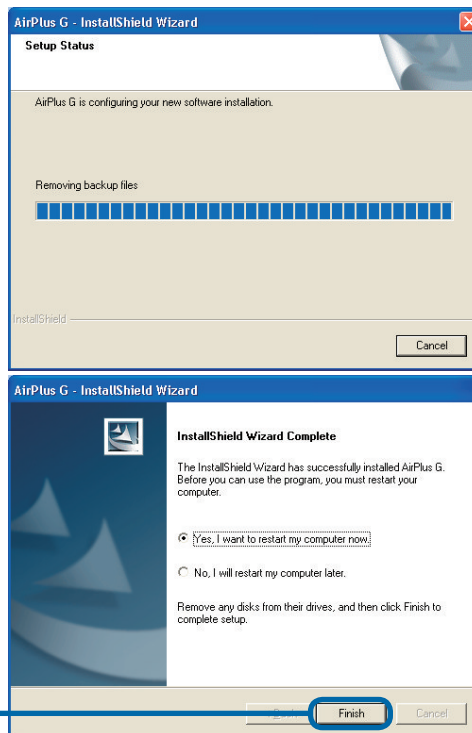 AirPlus G - InstallShield Wizard
Setup Status
AirPlus G is configuring your new software installation.
Removing backup files
InstallShield
Cancel
AirPlus G - InstallShield Wizard
InstallShield Wizard Complete
The InstallShield Wizard has successfully installed AirPlus G.
Before you can use the program, you must restart your
computer.
Yes, I want to restart my computer now.
No, I will restart my computer later.
Remove any disks from their drives, and then click Finish to
complete setup.
Finish Cancel